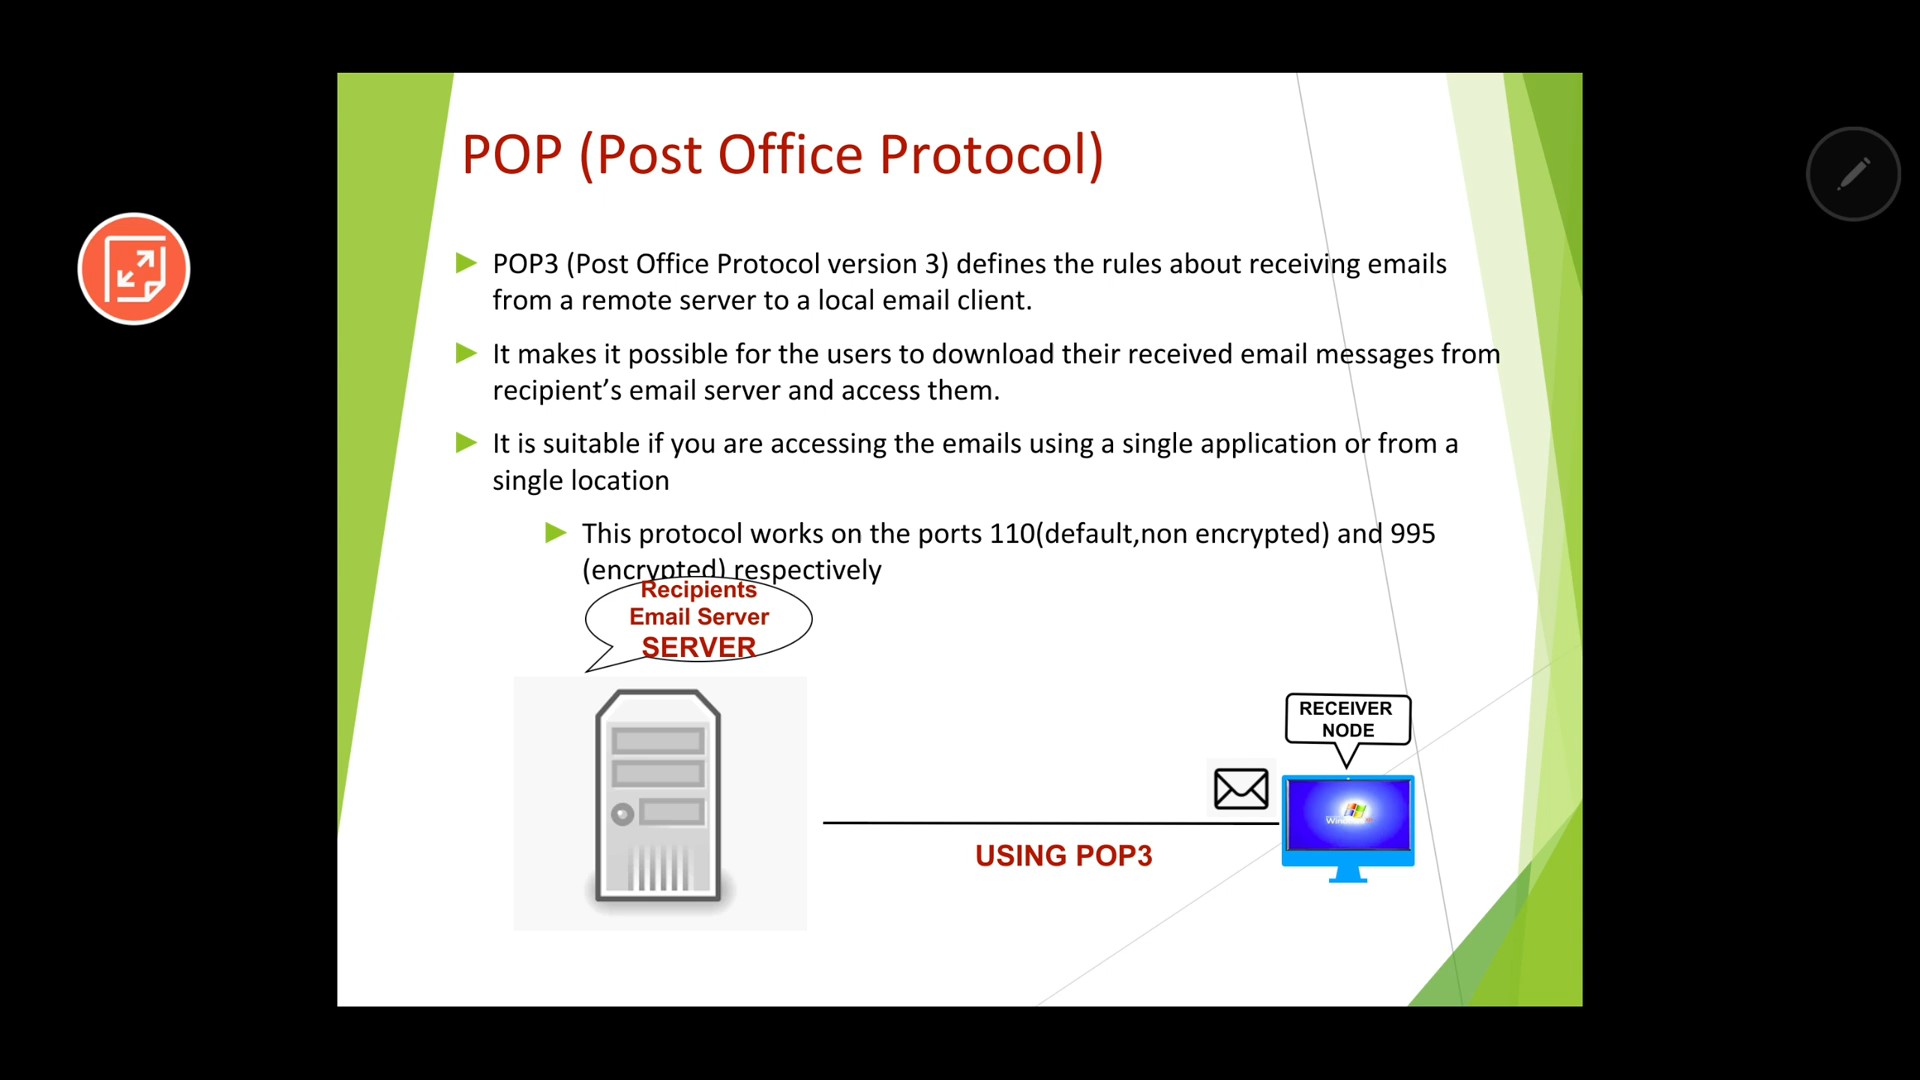 POP (Post Office Protocol)
POP3 (Post Office Protocol version 3) defines the rules about receiving emails
from a remote server to a local email client.
It makes it possible for the users to download their received email messages from
recipient’s email server and access them.
It is suitable if you are accessing the emails using a single application or from a
single location
This protocol works on the ports 110(default,non encrypted) and 995
(encrypted) respectively
Recipients
Email Server
SERVER
RECEIVER
NODE
USING POP3